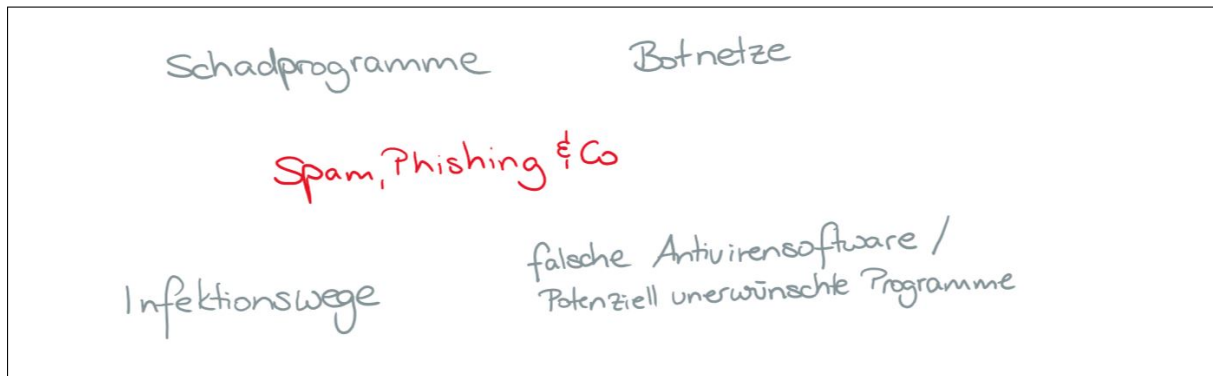 Schadprogramme
Botnetze
Spam, Phishing & Co
Infektionswege
falsche Antivirensoftware /
Potenziell unerwünschte Programme